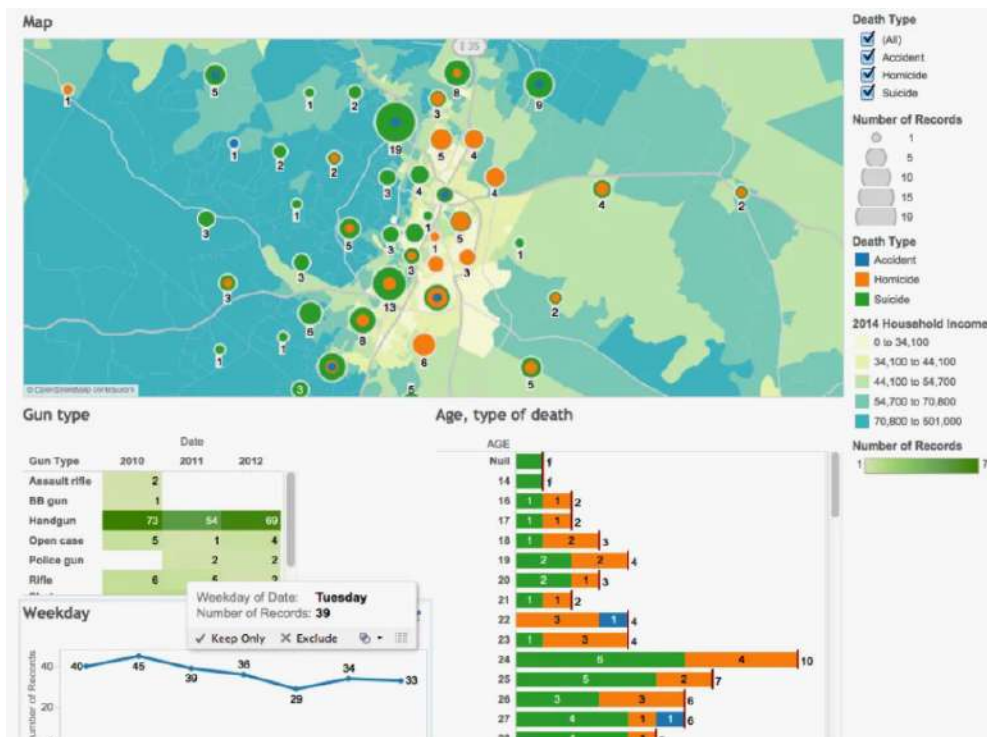 Map
I 35
1
5
1
2
8
3
9
19
5
4
1
2
2
3
4
4
4
2
1
3
5
3
1
1
5
3
3
1
3
3
13
2
6
8
6
1
1
5
3
5
© OpenStreetMap contributors
Death Type
(All)
Accident
Homicide
Suicide
Number of Records
1
5
10
15
19
Death Type
Accident
Homicide
Suicide
2014 Household Income
0 to 34,100
34,100 to 44,100
44,100 to 54,700
54,700 to 70,800
70,800 to 501,000
Number of Records
1 7
Gun type
Date
Gun Type 2010 2011 2012
Assault rifle 2
BB gun 1
Handgun 73 54 69
Open case 5 1 4
Police gun 2 2
Rifle 6 5 2
Weekday of Date: Tuesday
Number of Records: 39
Keep Only Exclude
Weekday
Number of Records
40
20
40 45 39 36 29 34 33
Age, type of death
AGE
Null 1
14 1
16 1 1 2
17 1 1 2
18 1 2 3
19 2 2 4
20 2 1 3
21 1 1 2
22 3 1 4
23 1 3 4
24 6 4 10
25 5 2 7
26 3 3 6
27 4 1 1 6